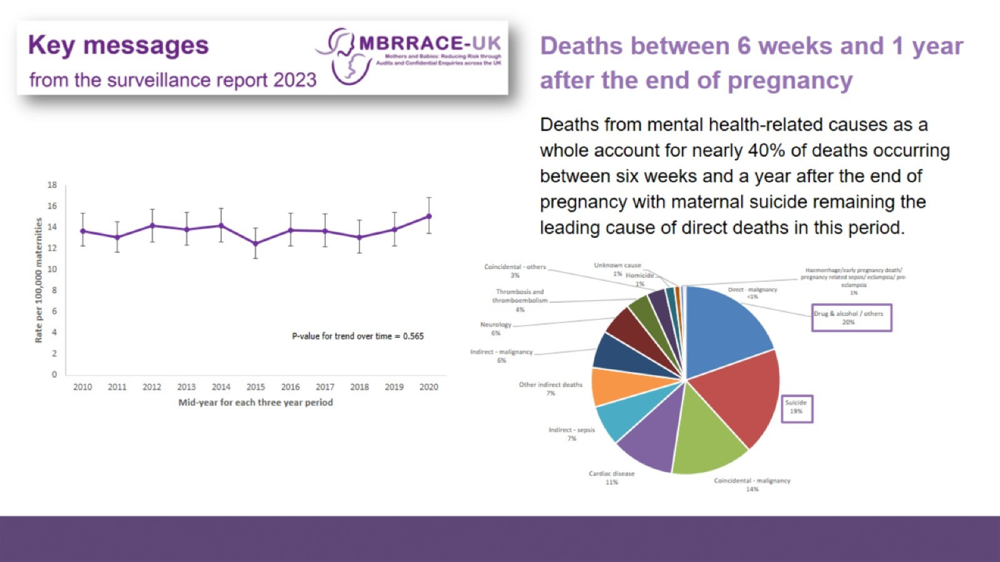 Key messages
from the surveillance report 2023
MBRRACE-UK
Mothers and Babies: Reducing Risk through
Audits and Confidential Enquiries across the UK
Deaths between 6 weeks and 1 year
after the end of pregnancy
Deaths from mental health-related causes as a
whole account for nearly 40% of deaths occurring
between six weeks and a year after the end of
pregnancy with maternal suicide remaining the
leading cause of direct deaths in this period.
Rate per 100,000 maternities
18
16
14
12
10
8
6
4
2
0
P-value for trend over time = 0.565
2010 2011 2012 2013 2014 2015 2016 2017 2018 2019 2020
Mid-year for each three year period
Coincidental - others
3%
Unknown cause
1%
Homicide
1%
Haemorrhage/early pregnancy death/
pregnancy related sepsis/ eclampsia/ pre-
eclampsia
1%
Direct - malignancy
<1%
Drug & alcohol / others
20%
Suicide
19%
Coincidental - malignancy
14%
Cardiac disease
11%
Indirect - sepsis
7%
Other indirect deaths
7%
Indirect - malignancy
6%
Neurology
6%
Thrombosis and
thromboembolism
4%